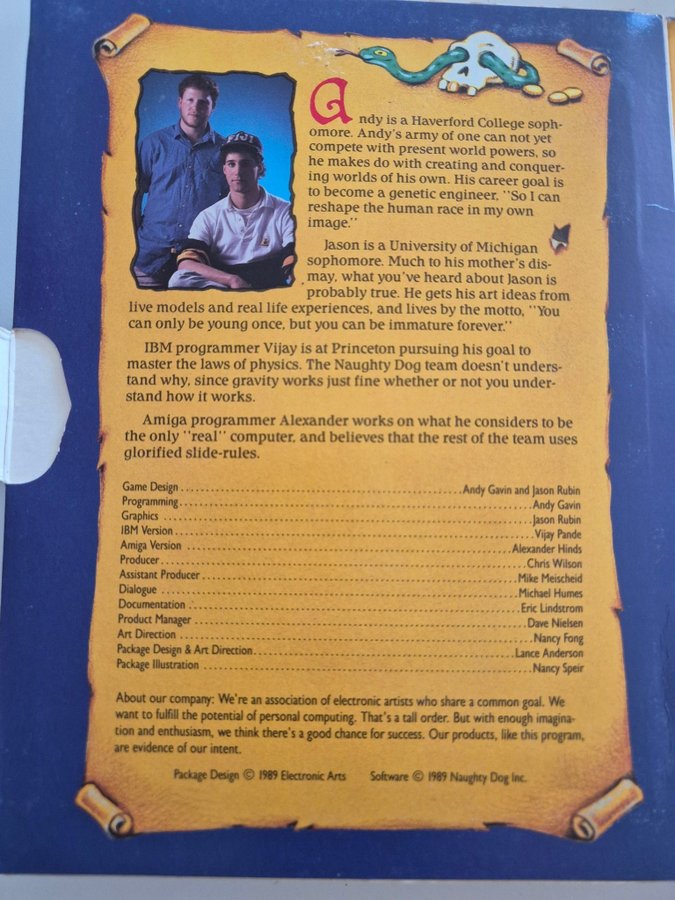 Andy is a Haverford College soph-
omore. Andy's army of one can not yet
compete with present world powers, so
he makes do with creating and conquer-
ing worlds of his own. His career goal is
to become a genetic engineer, "So I can
reshape the human race in my own
image."
Jason is a University of Michigan
sophomore. Much to his mother's dis-
may, what you've heard about Jason is
probably true. He gets his art ideas from
live models and real life experiences, and lives by the motto, "You
can only be young once, but you can be immature forever."
IBM programmer Vijay is at Princeton pursuing his goal to
master the laws of physics. The Naughty Dog team doesn't unders-
tand why, since gravity works just fine whether or not you under-
stand how it works.
Amiga programmer Alexander works on what he considers to be
the only "real" computer, and believes that the rest of the team uses
glorified slide-rules.
Game Design Andy Gavin and Jason Rubin
Programming Andy Gavin
Graphics Jason Rubin
IBM Version Vijay Pande
Amiga Version Alexander Hinds
Producer Chris Wilson
Assistant Producer Mike Meischeid
Dialogue Michael Humes
Documentation Eric Lindstrom
Product Manager Dave Nielsen
Art Direction Nancy Fong
Package Design & Art Direction Lance Anderson
Package Illustration Nancy Speir
About our company: We're an association of electronic artists who share a common goal. We
want to fulfill the potential of personal computing. That's a tall order. But with enough imagina-
tion and enthusiasm, we think there's a good chance for success. Our products, like this program,
are evidence of our intent.
Package Design © 1989 Electronic Arts Software © 1989 Naughty Dog Inc.